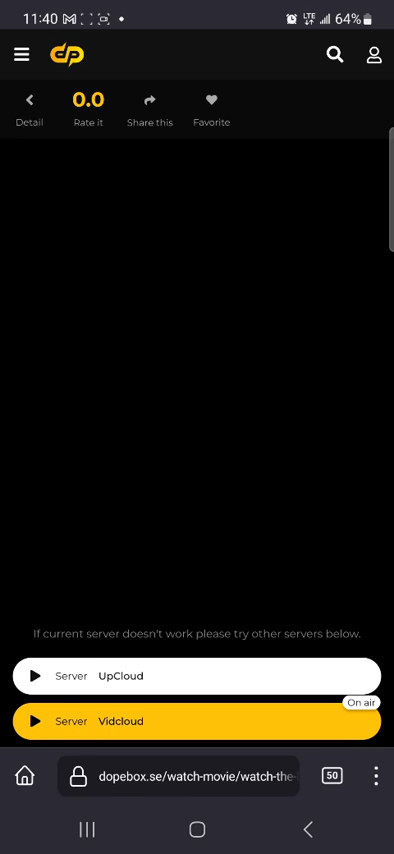 11:40 LTE 64%
dp
0.0
Detail Rate it Share this Favorite
If current server doesn't work please try other servers below.
Server UpCloud
On air
Server Vidcloud
dopebox.se/watch-movie/watch-the- 50